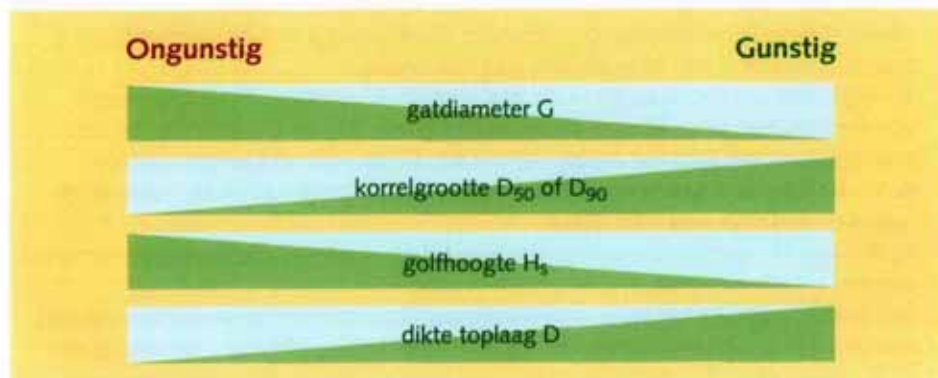 Ongunstig Gunstig
gatdiameter G
korrelgrootte D₅₀ of D₉₀
golfhoogte Hₛ
dikte toplaag D